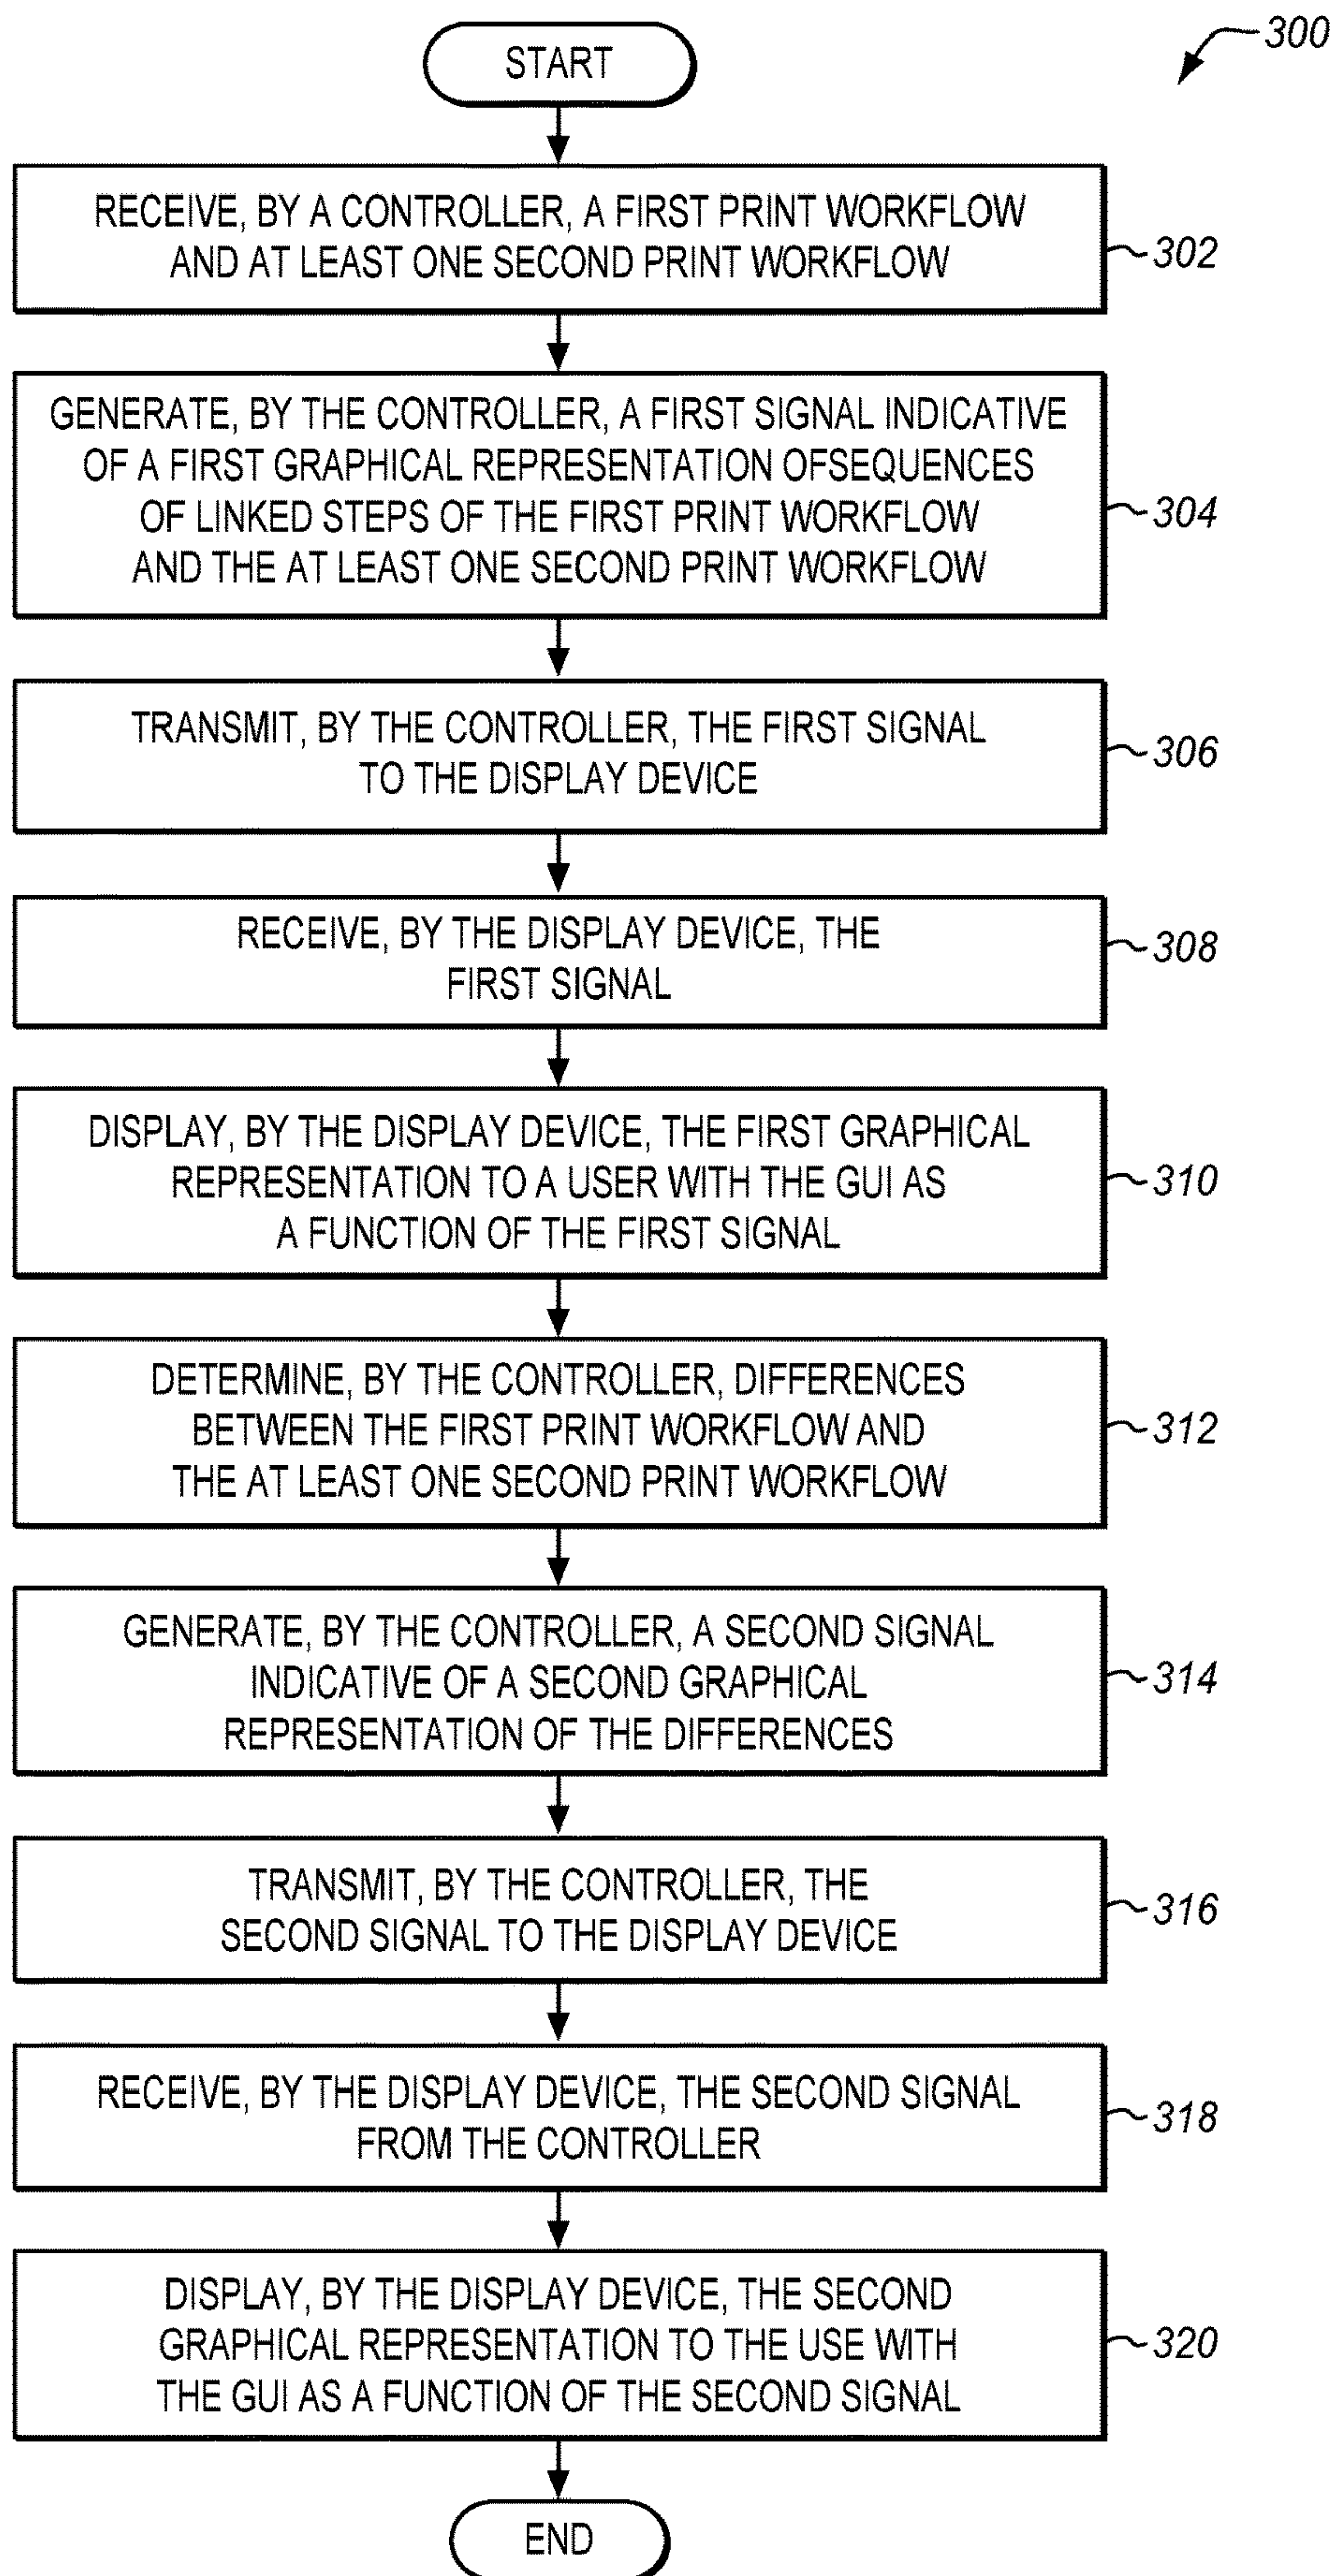 300
START
RECEIVE, BY A CONTROLLER, A FIRST PRINT WORKFLOW
AND AT LEAST ONE SECOND PRINT WORKFLOW
302
GENERATE, BY THE CONTROLLER, A FIRST SIGNAL INDICATIVE
OF A FIRST GRAPHICAL REPRESENTATION OFSEQUENCES
OF LINKED STEPS OF THE FIRST PRINT WORKFLOW
AND THE AT LEAST ONE SECOND PRINT WORKFLOW
304
TRANSMIT, BY THE CONTROLLER, THE FIRST SIGNAL
TO THE DISPLAY DEVICE
306
RECEIVE, BY THE DISPLAY DEVICE, THE
FIRST SIGNAL
308
DISPLAY, BY THE DISPLAY DEVICE, THE FIRST GRAPHICAL
REPRESENTATION TO A USER WITH THE GUI AS
A FUNCTION OF THE FIRST SIGNAL
310
DETERMINE, BY THE CONTROLLER, DIFFERENCES
BETWEEN THE FIRST PRINT WORKFLOW AND
THE AT LEAST ONE SECOND PRINT WORKFLOW
312
GENERATE, BY THE CONTROLLER, A SECOND SIGNAL
INDICATIVE OF A SECOND GRAPHICAL
REPRESENTATION OF THE DIFFERENCES
314
TRANSMIT, BY THE CONTROLLER, THE
SECOND SIGNAL TO THE DISPLAY DEVICE
316
RECEIVE, BY THE DISPLAY DEVICE, THE SECOND SIGNAL
FROM THE CONTROLLER
318
DISPLAY, BY THE DISPLAY DEVICE, THE SECOND
GRAPHICAL REPRESENTATION TO THE USE WITH
THE GUI AS A FUNCTION OF THE SECOND SIGNAL
320
END